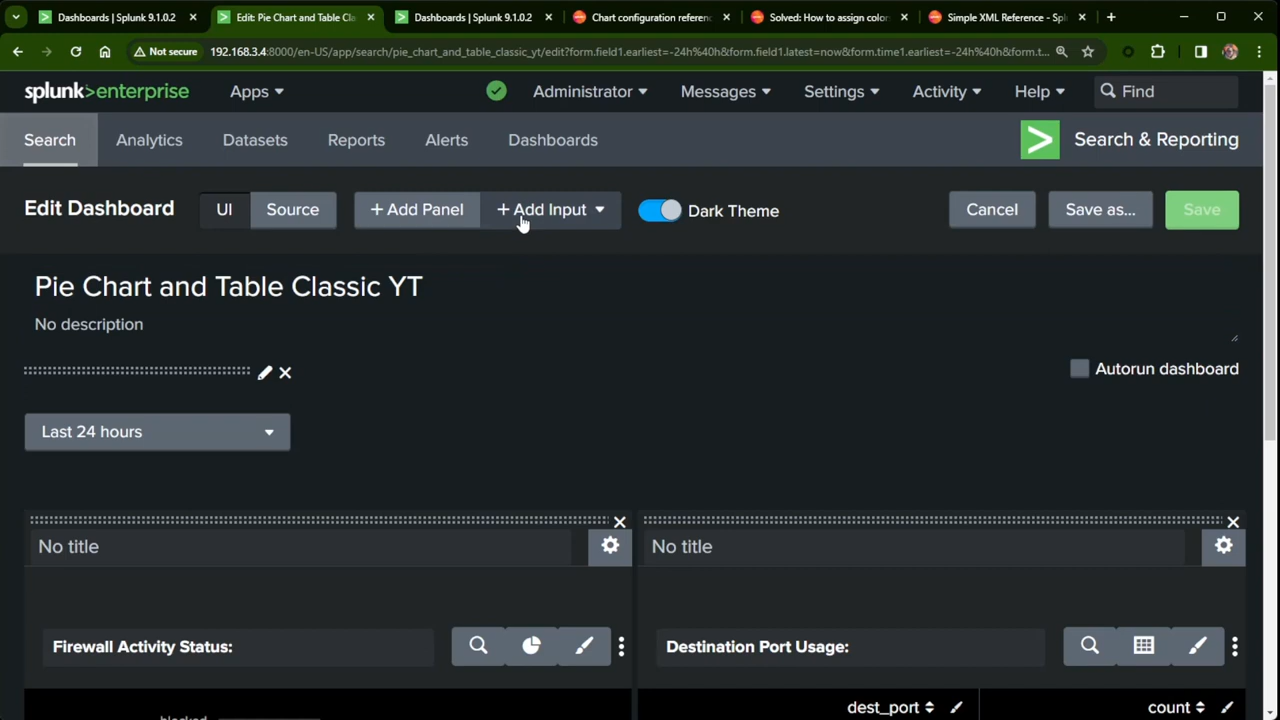 Dashboards | Splunk 9.1.0.2
Edit: Pie Chart and Table Cla
Dashboards | Splunk 9.1.0.2
Chart configuration referenc
Solved: How to assign color
Simple XML Reference - Spl
Not secure 192.168.3.4:8000/en-US/app/search/pie_chart_and_table_classic_yt/edit?form.field1.earliest=-24h%40h&form.field1.latest=now&form.time1.earliest=-24h%40h&form.t...
splunk>enterprise Apps Administrator Messages Settings Activity Help Find
Search Analytics Datasets Reports Alerts Dashboards Search & Reporting
Edit Dashboard UI Source + Add Panel + Add Input Dark Theme Cancel Save as... Save
Pie Chart and Table Classic YT
No description
Autorun dashboard
Last 24 hours
No title No title
Firewall Activity Status: Destination Port Usage:
dest_port count
blocked